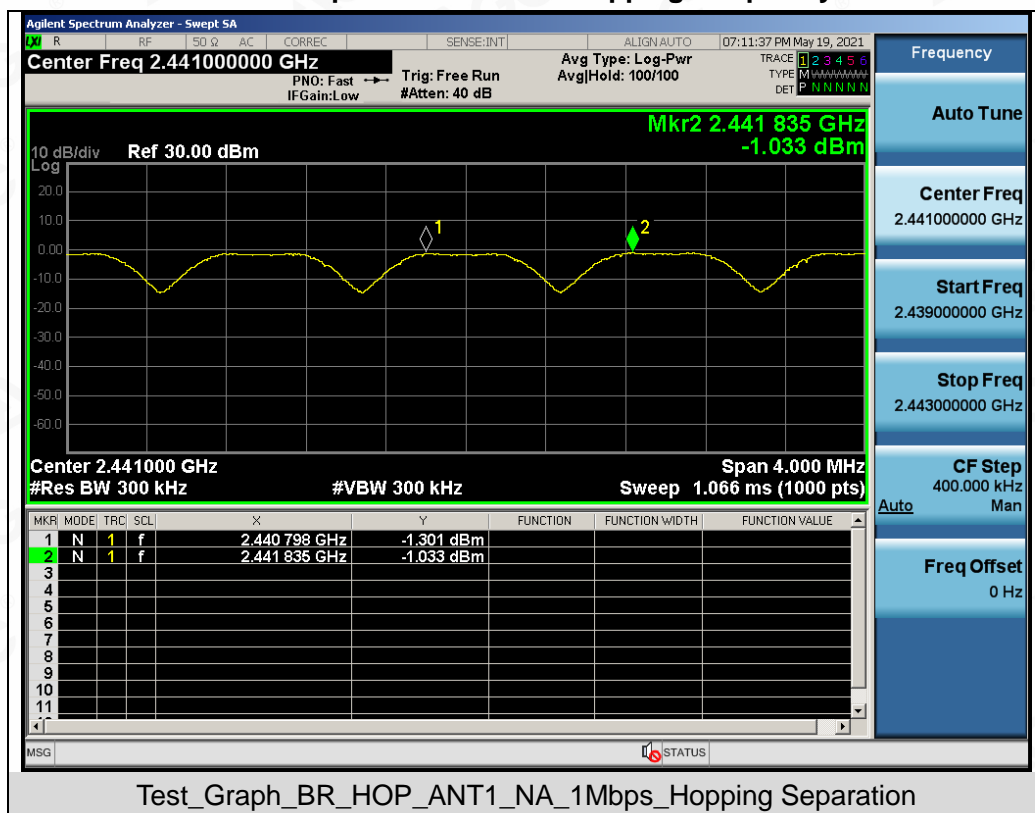 Agilent Spectrum Analyzer - Swept SA
LXI R RF 50 Ω AC CORREC SENSE:INT ALIGN AUTO 07:11:37 PM May 19, 2021
Center Freq 2.441000000 GHz
PNO: Fast
IFGain:Low
Trig: Free Run
#Atten: 40 dB
Avg Type: Log-Pwr
Avg|Hold: 100/100
TRACE 1 2 3 4 5 6
TYPE M
DET P N N N N N
Mkr2 2.441 835 GHz
-1.033 dBm
10 dB/div Ref 30.00 dBm
Log
20.0
10.0
0.00
-10.0
-20.0
-30.0
-40.0
-50.0
-60.0
1
2
Center 2.441000 GHz Span 4.000 MHz
#Res BW 300 kHz #VBW 300 kHz Sweep 1.066 ms (1000 pts)
MKR MODE TRC SCL X Y FUNCTION FUNCTION WIDTH FUNCTION VALUE
1 N 1 f 2.440 798 GHz -1.301 dBm
2 N 1 f 2.441 835 GHz -1.033 dBm
3
4
5
6
7
8
9
10
11
MSG STATUS
Frequency
Auto Tune
Center Freq
2.441000000 GHz
Start Freq
2.439000000 GHz
Stop Freq
2.443000000 GHz
CF Step
400.000 kHz
Auto Man
Freq Offset
0 Hz
Test_Graph_BR_HOP_ANT1_NA_1Mbps_Hopping Separation